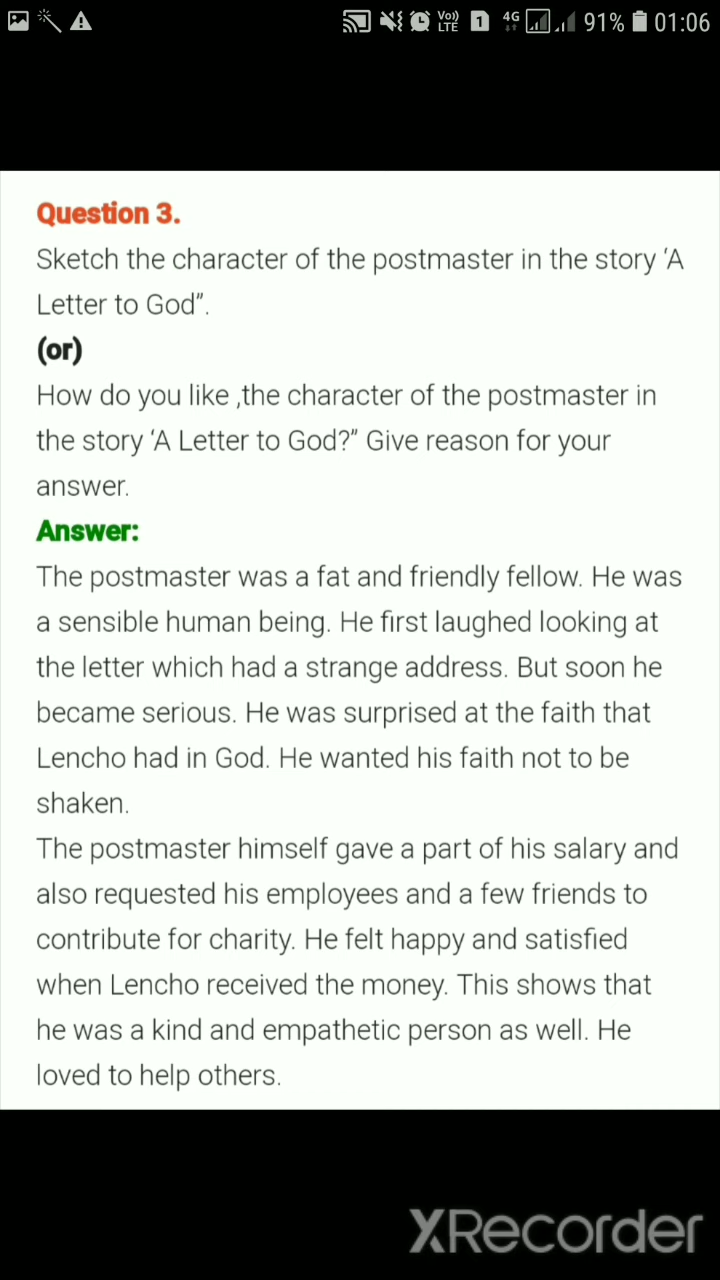 Vo)) 4G 91% 01:06
LTE 1
Question 3.
Sketch the character of the postmaster in the story ‘A
Letter to God”.
(or)
How do you like ,the character of the postmaster in
the story ‘A Letter to God?” Give reason for your
answer.
Answer:
The postmaster was a fat and friendly fellow. He was
a sensible human being. He first laughed looking at
the letter which had a strange address. But soon he
became serious. He was surprised at the faith that
Lencho had in God. He wanted his faith not to be
shaken.
The postmaster himself gave a part of his salary and
also requested his employees and a few friends to
contribute for charity. He felt happy and satisfied
when Lencho received the money. This shows that
he was a kind and empathetic person as well. He
loved to help others.
XRecorder